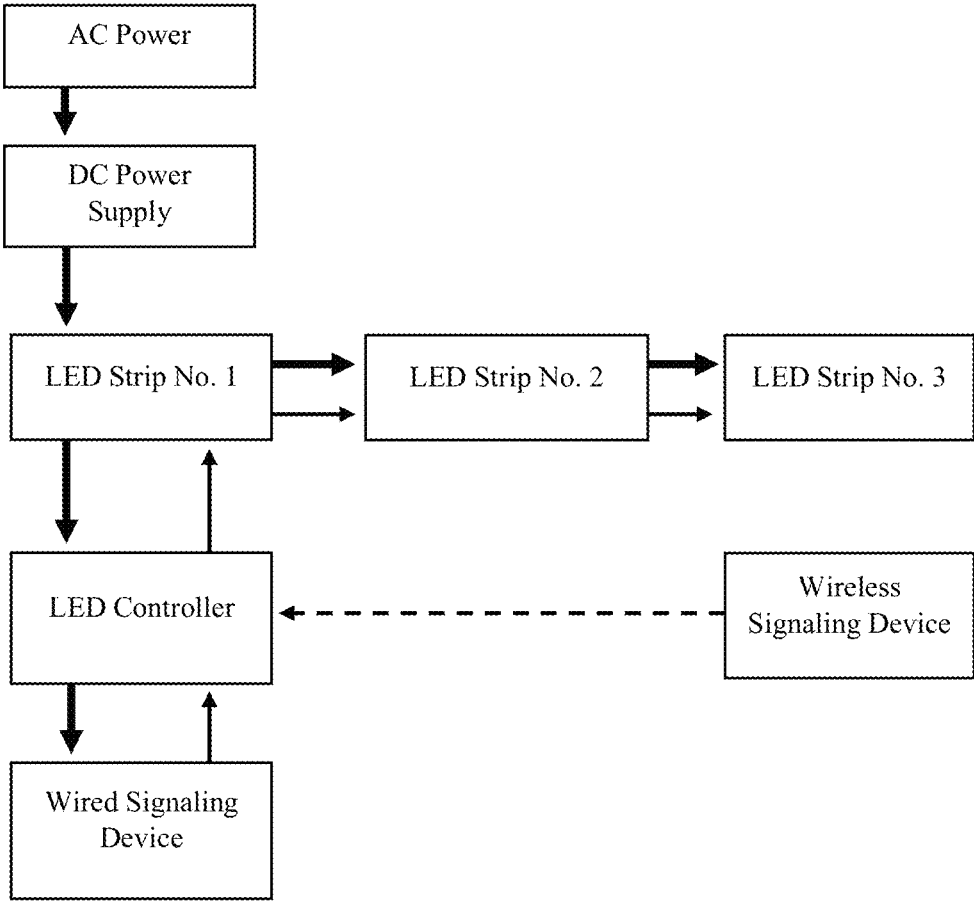 AC Power
DC Power
Supply
LED Strip No. 1
LED Strip No. 2
LED Strip No. 3
LED Controller
Wireless
Signaling Device
Wired Signaling
Device